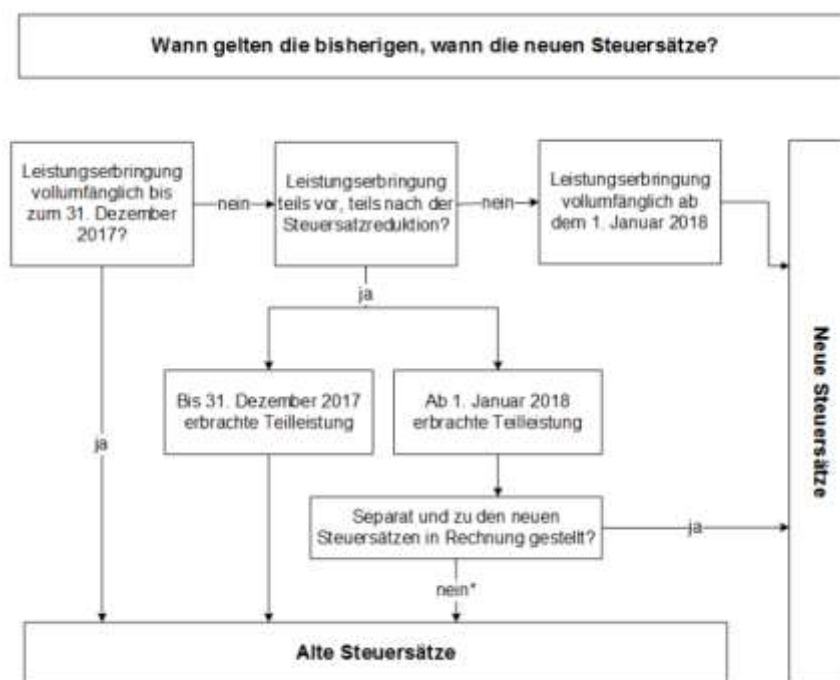 Wann gelten die bisherigen, wann die neuen Steuersätze?
Leistungserbringung
vollumfänglich bis
zum 31. Dezember
2017?
nein
Leistungserbringung
teils vor, teils nach der
Steuersatzreduktion?
nein
Leistungserbringung
vollumfänglich ab
dem 1. Januar 2018
ja
Bis 31. Dezember 2017
erbrachte Teilleistung
Ab 1. Januar 2018
erbrachte Teilleistung
ja
Separat und zu den neuen
Steuersätzen in Rechnung gestellt?
ja
nein*
Neue Steuersätze
Alte Steuersätze